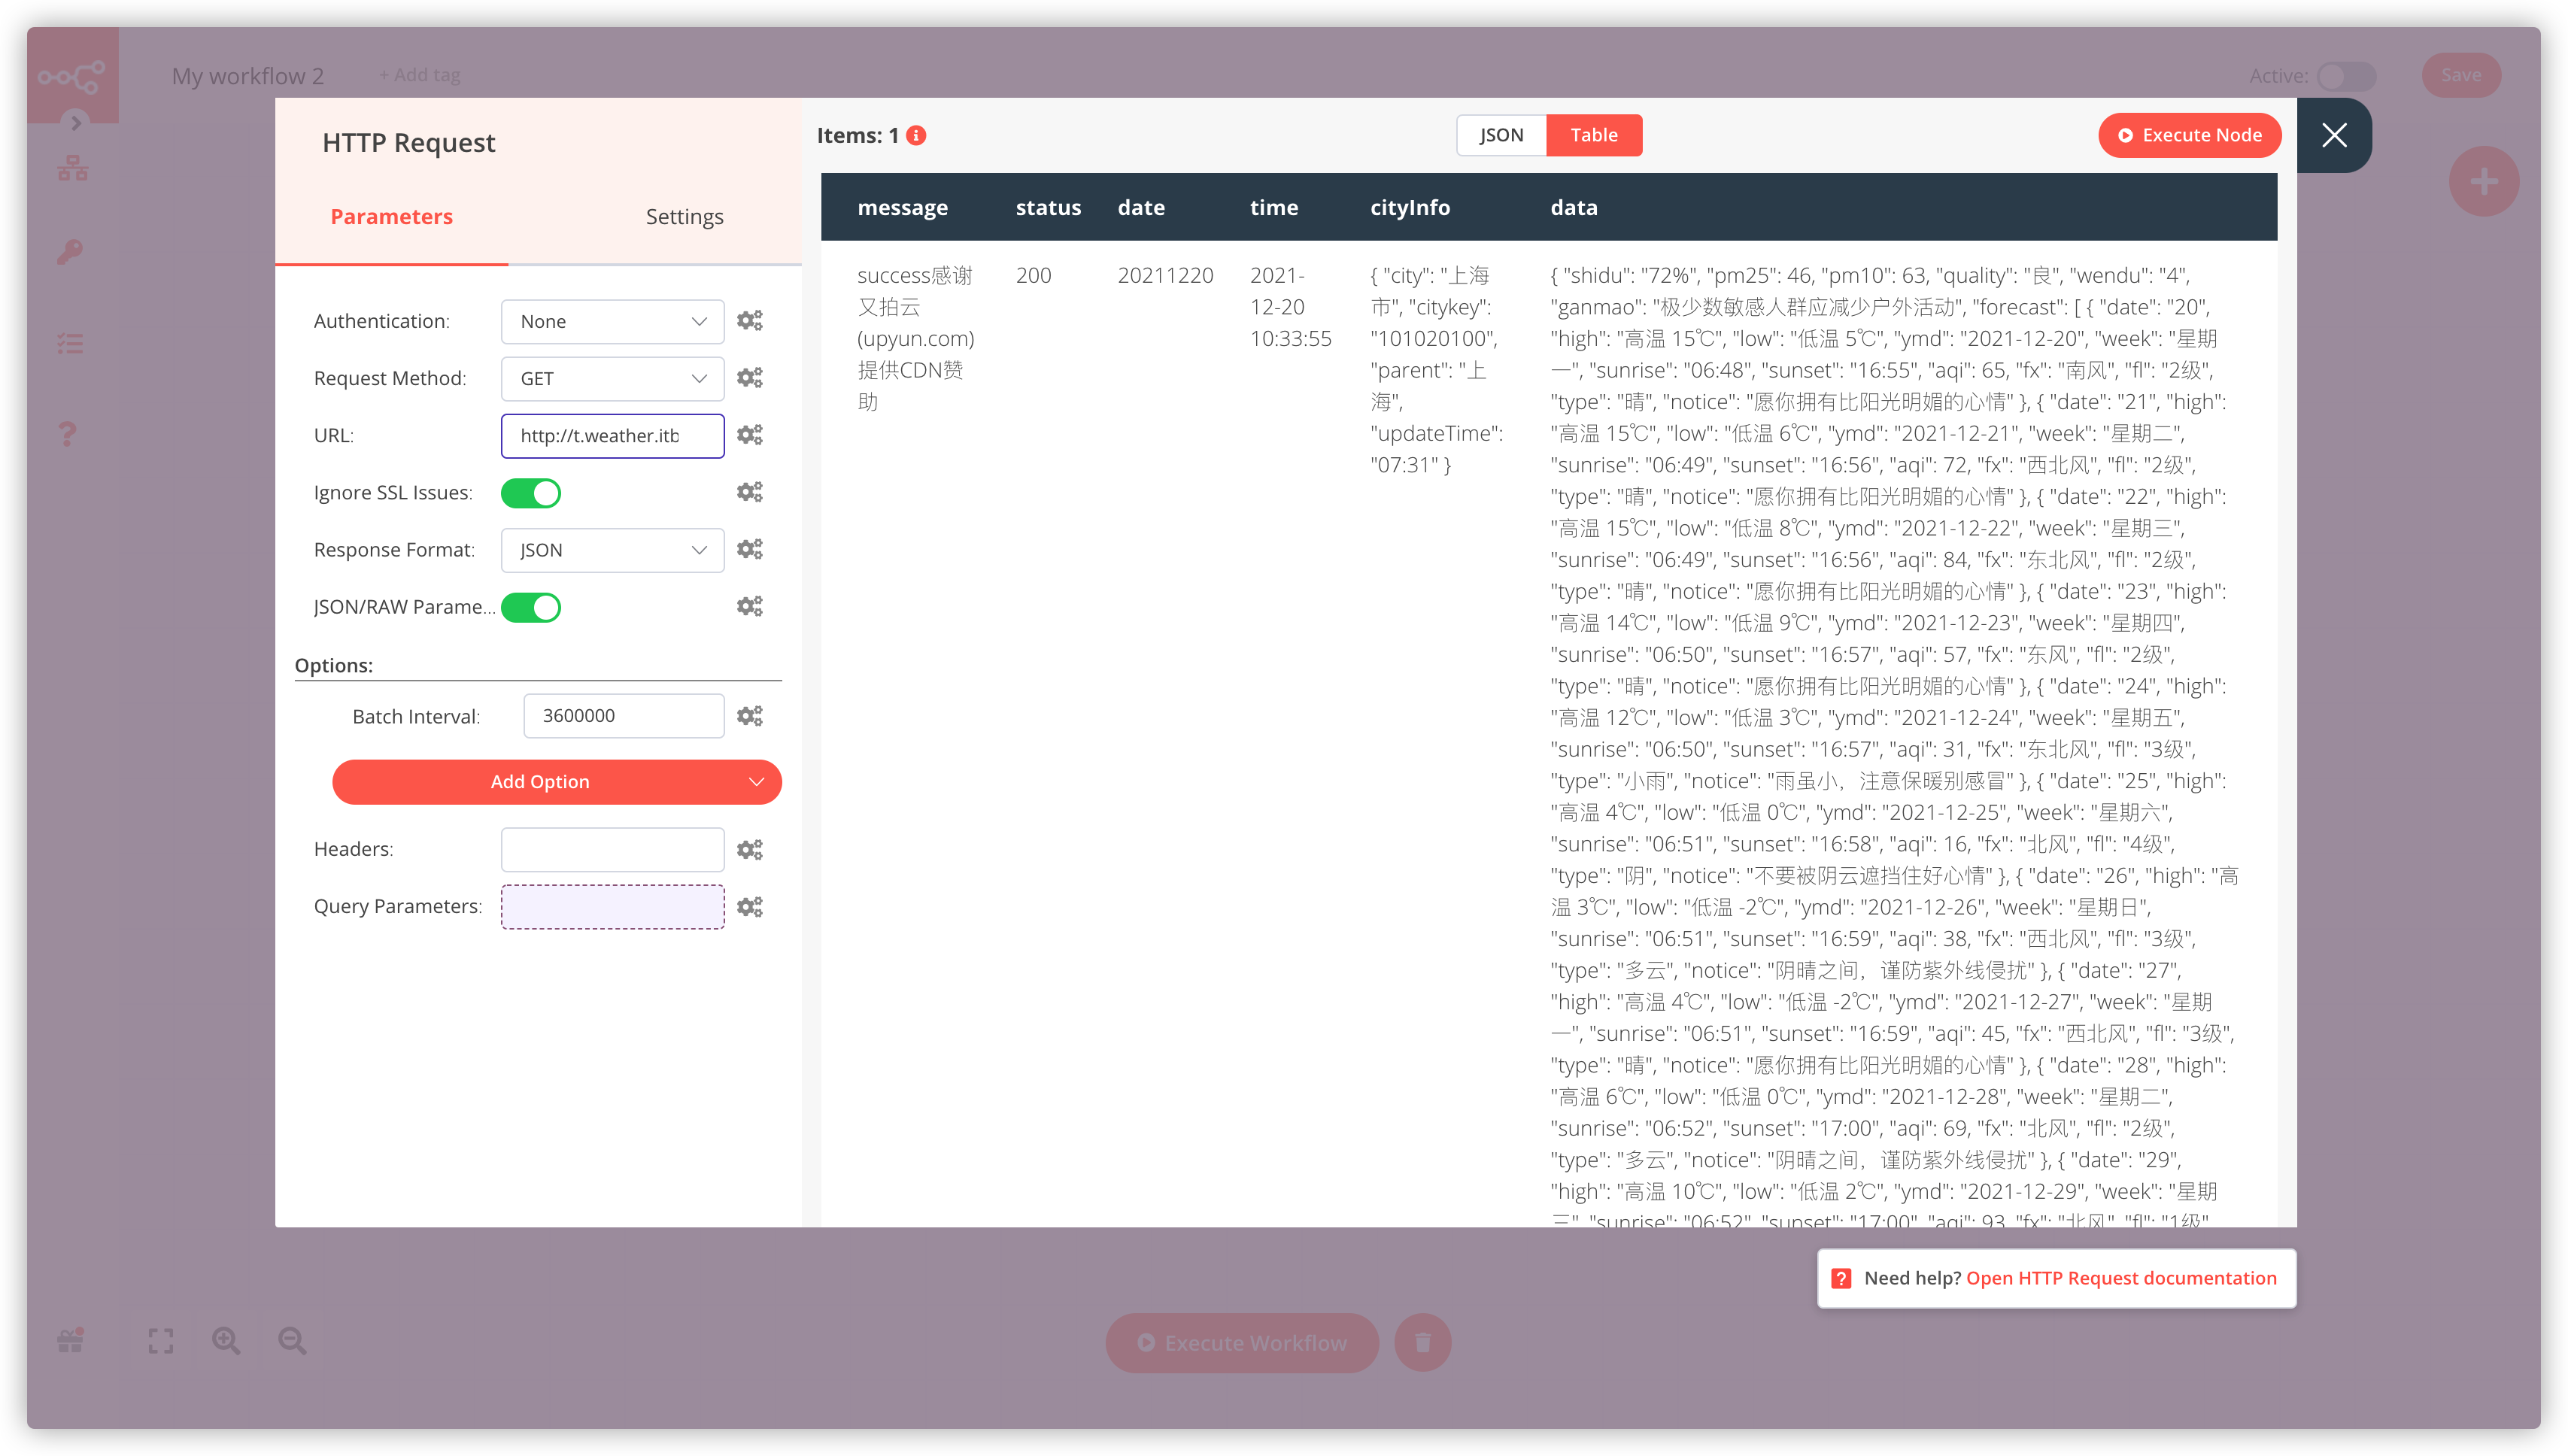 My workflow 2
+ Add tag
Active:
Save
HTTP Request
Parameters
Settings
Authentication:
None
Request Method:
GET
URL:
http://t.weather.itb
Ignore SSL Issues:
Response Format:
JSON
JSON/RAW Parame...
Options:
Batch Interval:
3600000
Add Option
Headers:
Query Parameters:
Items: 1
JSON
Table
Execute Node
message
status
date
time
cityInfo
data
success感谢
又拍云
(upyun.com)
提供CDN赞
助
200
20211220
2021-
12-20
10:33:55
{ "city": "上海
市", "citykey":
"101020100",
"parent": "上
海",
"updateTime":
"07:31" }
{ "shidu": "72%", "pm25": 46, "pm10": 63, "quality": "良", "wendu": "4",
"ganmao": "极少数敏感人群应减少户外活动", "forecast": [ { "date": "20",
"high": "高温 15℃", "low": "低温 5℃", "ymd": "2021-12-20", "week": "星期
一", "sunrise": "06:48", "sunset": "16:55", "aqi": 65, "fx": "南风", "fl": "2级",
"type": "晴", "notice": "愿你拥有比阳光明媚的心情" }, { "date": "21", "high":
"高温 15℃", "low": "低温 6℃", "ymd": "2021-12-21", "week": "星期二",
"sunrise": "06:49", "sunset": "16:56", "aqi": 72, "fx": "西北风", "fl": "2级",
"type": "晴", "notice": "愿你拥有比阳光明媚的心情" }, { "date": "22", "high":
"高温 15℃", "low": "低温 8℃", "ymd": "2021-12-22", "week": "星期三",
"sunrise": "06:49", "sunset": "16:56", "aqi": 84, "fx": "东北风", "fl": "2级",
"type": "晴", "notice": "愿你拥有比阳光明媚的心情" }, { "date": "23", "high":
"高温 14℃", "low": "低温 9℃", "ymd": "2021-12-23", "week": "星期四",
"sunrise": "06:50", "sunset": "16:57", "aqi": 57, "fx": "东风", "fl": "2级",
"type": "晴", "notice": "愿你拥有比阳光明媚的心情" }, { "date": "24", "high":
"高温 12℃", "low": "低温 3℃", "ymd": "2021-12-24", "week": "星期五",
"sunrise": "06:50", "sunset": "16:57", "aqi": 31, "fx": "东北风", "fl": "3级",
"type": "小雨", "notice": "雨虽小，注意保暖别感冒" }, { "date": "25", "high":
"高温 4℃", "low": "低温 0℃", "ymd": "2021-12-25", "week": "星期六",
"sunrise": "06:51", "sunset": "16:58", "aqi": 16, "fx": "北风", "fl": "4级",
"type": "阴", "notice": "不要被阴云遮挡住好心情" }, { "date": "26", "high": "高
温 3℃", "low": "低温 -2℃", "ymd": "2021-12-26", "week": "星期日",
"sunrise": "06:51", "sunset": "16:59", "aqi": 38, "fx": "西北风", "fl": "3级",
"type": "多云", "notice": "阴晴之间，谨防紫外线侵扰" }, { "date": "27",
"high": "高温 4℃", "low": "低温 -2℃", "ymd": "2021-12-27", "week": "星期
一", "sunrise": "06:51", "sunset": "16:59", "aqi": 45, "fx": "西北风", "fl": "3级",
"type": "晴", "notice": "愿你拥有比阳光明媚的心情" }, { "date": "28", "high":
"高温 6℃", "low": "低温 0℃", "ymd": "2021-12-28", "week": "星期二",
"sunrise": "06:52", "sunset": "17:00", "aqi": 69, "fx": "北风", "fl": "2级",
"type": "多云", "notice": "阴晴之间，谨防紫外线侵扰" }, { "date": "29",
"high": "高温 10℃", "low": "低温 2℃", "ymd": "2021-12-29", "week": "星期
三", "sunrise": "06:52", "sunset": "17:00", "aqi": 93, "fx": "北风", "fl": "1级"
Need help? Open HTTP Request documentation
Execute Workflow